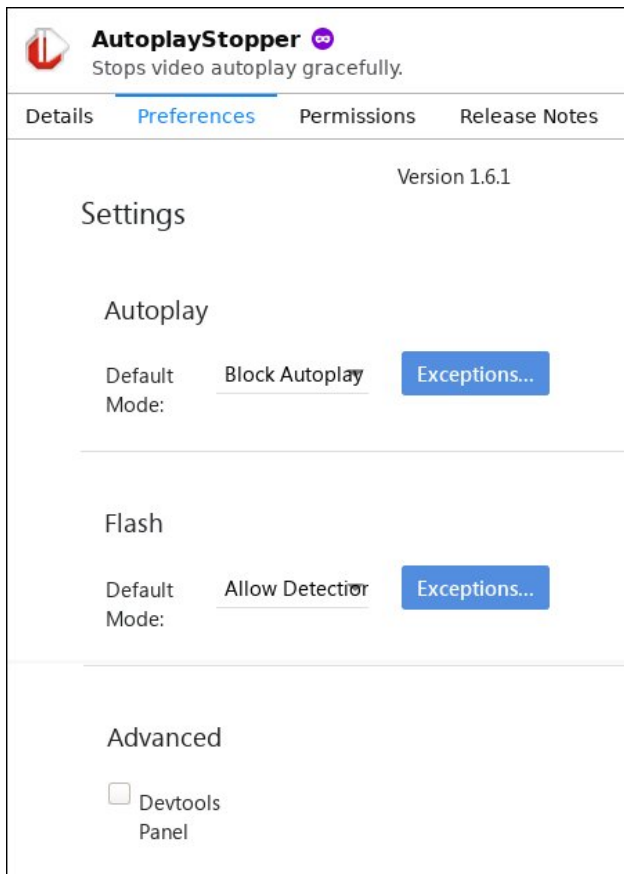 AutoplayStopper
Stops video autoplay gracefully.
Details Preferences Permissions Release Notes
Version 1.6.1
Settings
Autoplay
Default Mode:
Block Autoplay
Exceptions...
Flash
Default Mode:
Allow Detection
Exceptions...
Advanced
Devtools
Panel